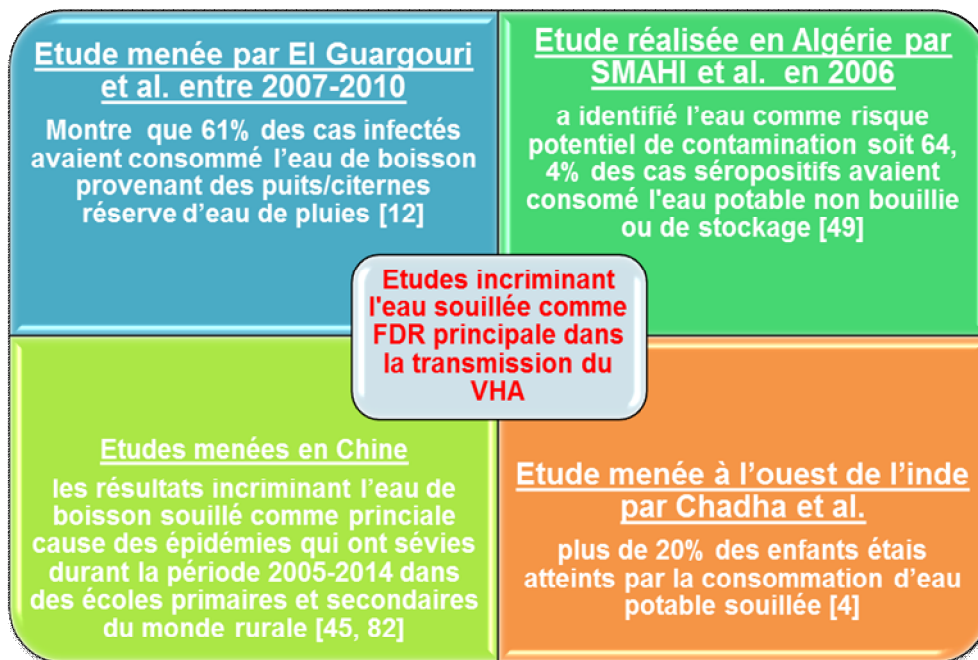 Etude menée par El Guargouri
et al. entre 2007-2010
Montre que 61% des cas infectés
avaient consommé l’eau de boisson
provenant des puits/citernes
réserve d’eau de pluies [12]
Etude réalisée en Algérie par
SMAHI et al. en 2006
a identifié l’eau comme risque
potentiel de contamination soit 64,
4% des cas séropositifs avaient
consomé l'eau potable non bouillie
ou de stockage [49]
Etudes incriminant
l'eau souillée comme
FDR principale dans
la transmission du
VHA
Etudes menées en Chine
les résultats incriminant l’eau de
boisson souillé comme princiale
cause des épidémies qui ont sévies
durant la période 2005-2014 dans
des écoles primaires et secondaires
du monde rurale [45, 82]
Etude menée à l’ouest de l’inde
par Chadha et al.
plus de 20% des enfants étais
atteints par la consommation d’eau
potable souillée [4]